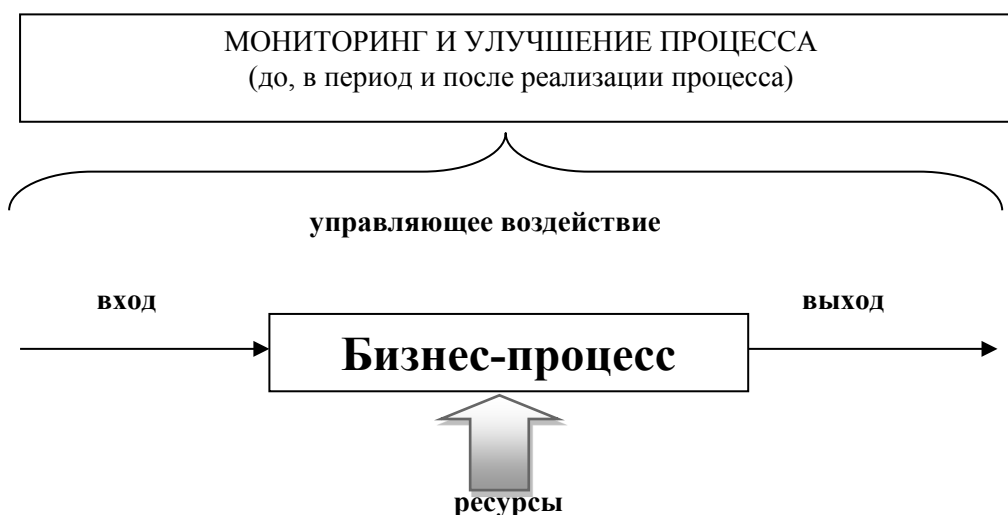 МОНИТОРИНГ И УЛУЧШЕНИЕ ПРОЦЕССА
(до, в период и после реализации процесса)
управляющее воздействие
вход
выход
Бизнес-процесс
ресурсы